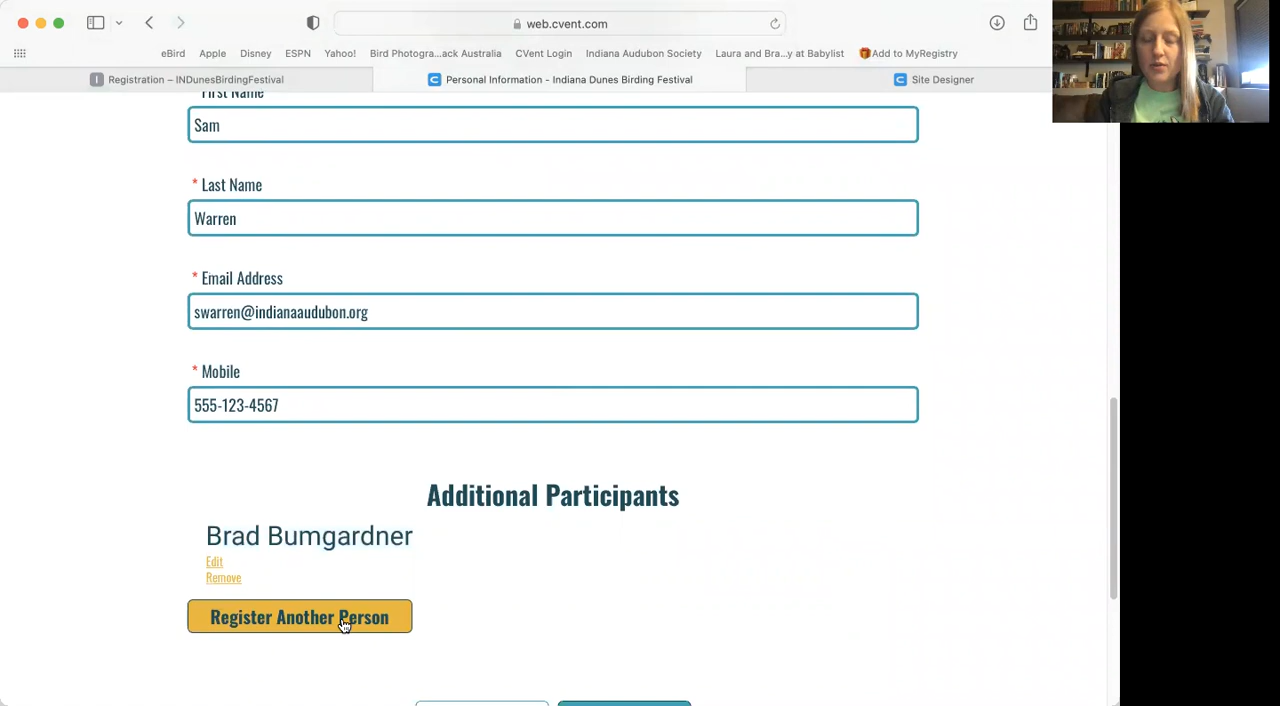 web.cvent.com
eBird Apple Disney ESPN Yahoo! Bird Photogra...ack Australia CVent Login Indiana Audubon Society Laura and Bra...y at Babylist Add to MyRegistry
I Registration – INDunesBirdingFestival Personal Information - Indiana Dunes Birding Festival Site Designer
First Name
Sam
* Last Name
Warren
* Email Address
swarren@indianaaudubon.org
* Mobile
555-123-4567
Additional Participants
Brad Bumgardner
Edit
Remove
Register Another Person